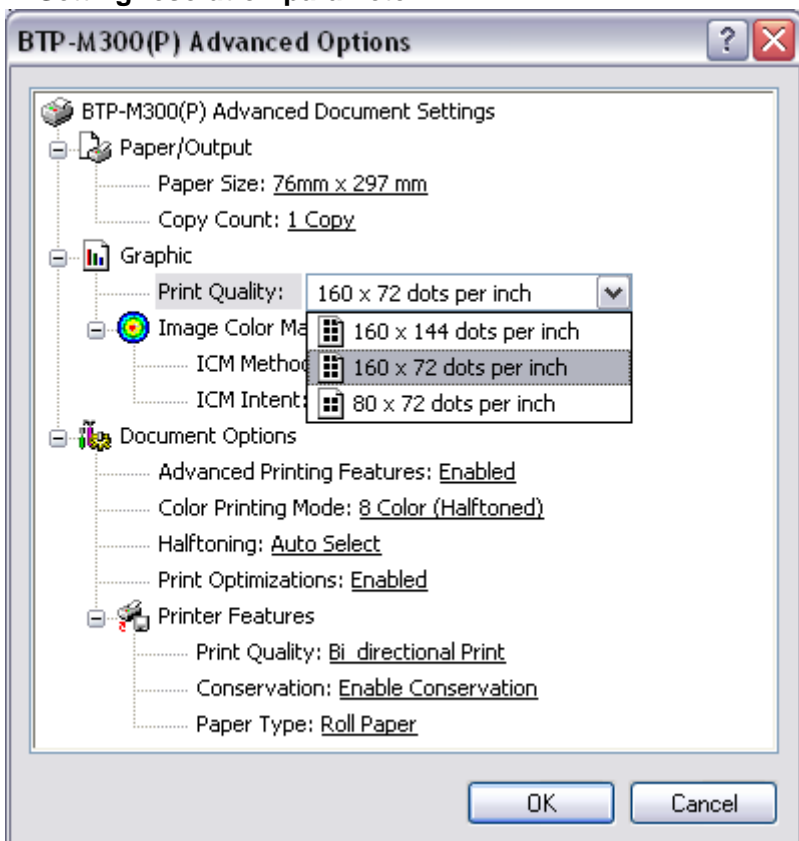 Setting resolution parameter
BTP-M300(P) Advanced Options
BTP-M300(P) Advanced Document Settings
Paper/Output
Paper Size: 76mm x 297 mm
Copy Count: 1 Copy
Graphic
Print Quality: 160 x 72 dots per inch
Image Color Ma
160 x 144 dots per inch
ICM Method
160 x 72 dots per inch
ICM Intent:
80 x 72 dots per inch
Document Options
Advanced Printing Features: Enabled
Color Printing Mode: 8 Color (Halftoned)
Halftoning: Auto Select
Print Optimizations: Enabled
Printer Features
Print Quality: Bi_directional Print
Conservation: Enable Conservation
Paper Type: Roll Paper
OK Cancel